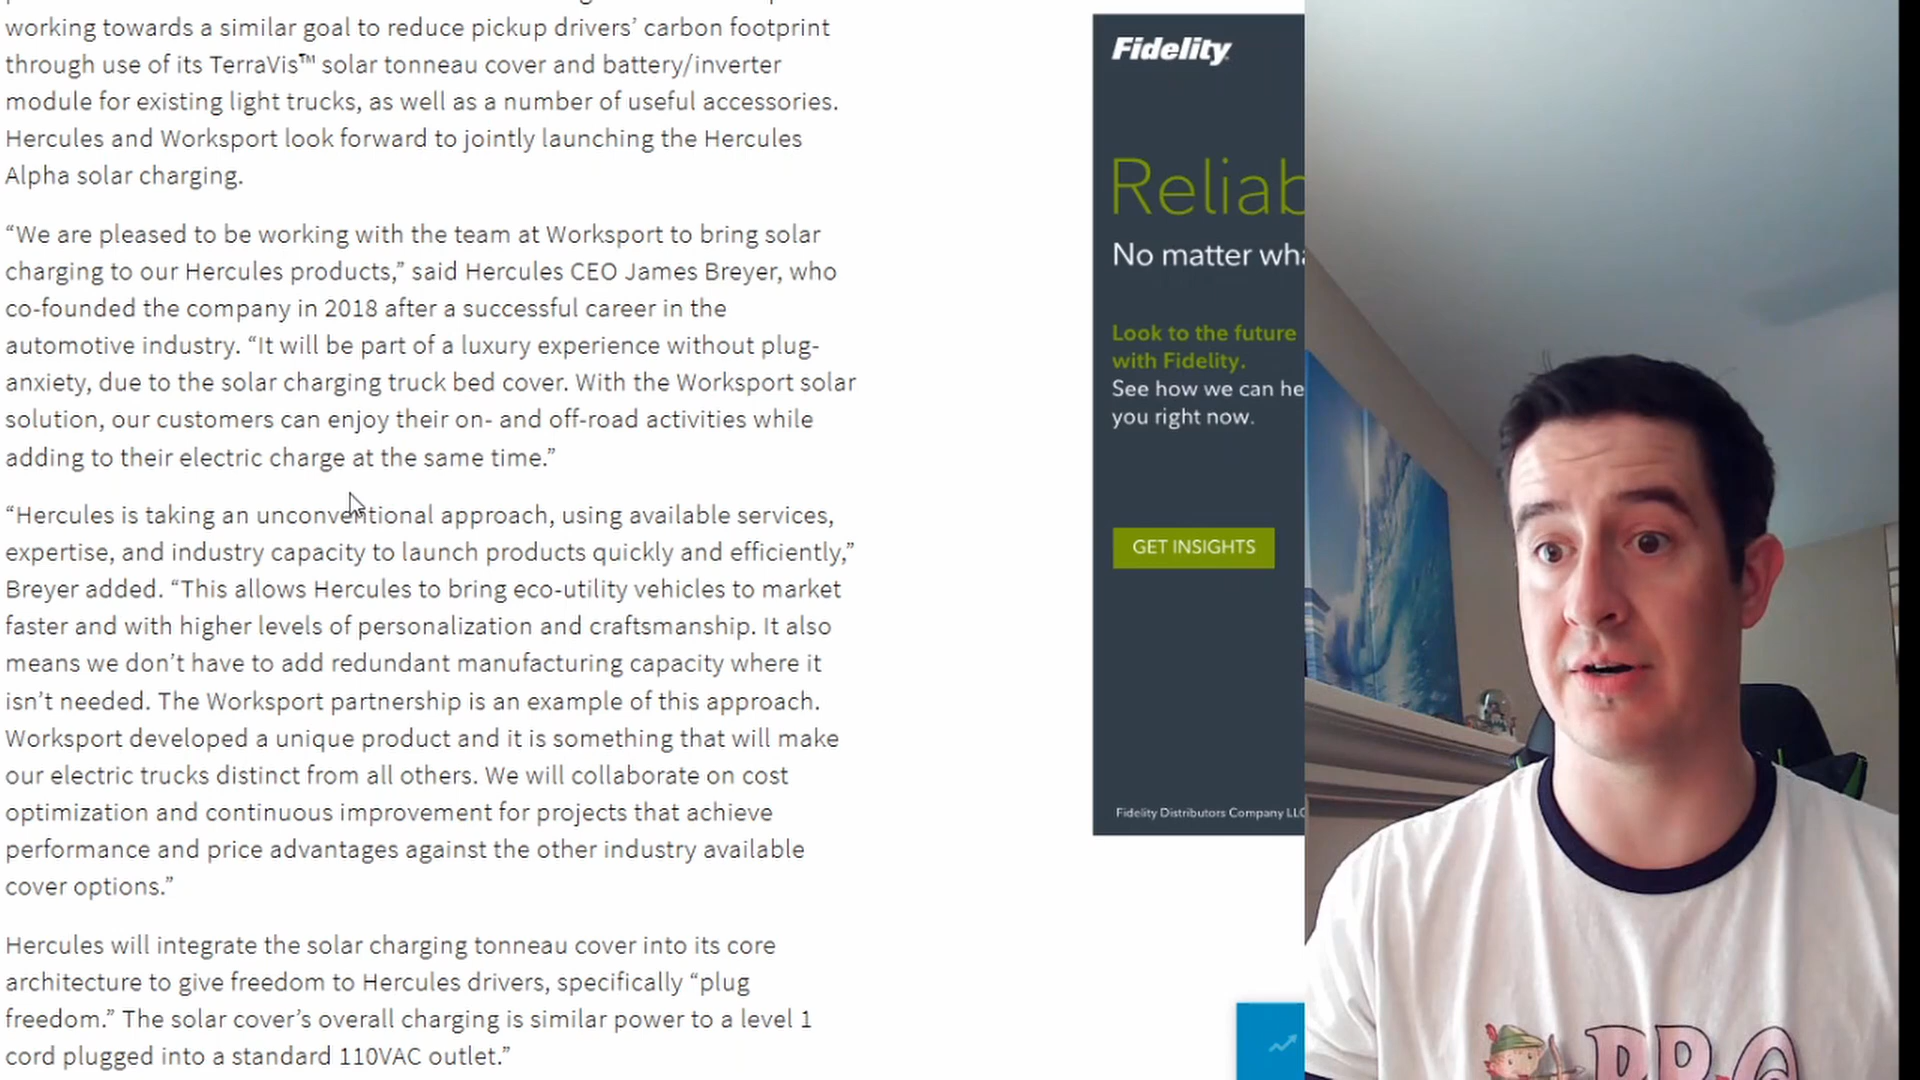 working towards a similar goal to reduce pickup drivers’ carbon footprint
through use of its TerraVis™ solar tonneau cover and battery/inverter
module for existing light trucks, as well as a number of useful accessories.
Hercules and Worksport look forward to jointly launching the Hercules
Alpha solar charging.
“We are pleased to be working with the team at Worksport to bring solar
charging to our Hercules products,” said Hercules CEO James Breyer, who
co-founded the company in 2018 after a successful career in the
automotive industry. “It will be part of a luxury experience without plug-
anxiety, due to the solar charging truck bed cover. With the Worksport solar
solution, our customers can enjoy their on- and off-road activities while
adding to their electric charge at the same time.”
“Hercules is taking an unconventional approach, using available services,
expertise, and industry capacity to launch products quickly and efficiently,”
Breyer added. “This allows Hercules to bring eco-utility vehicles to market
faster and with higher levels of personalization and craftsmanship. It also
means we don’t have to add redundant manufacturing capacity where it
isn’t needed. The Worksport partnership is an example of this approach.
Worksport developed a unique product and it is something that will make
our electric trucks distinct from all others. We will collaborate on cost
optimization and continuous improvement for projects that achieve
performance and price advantages against the other industry available
cover options.”
Hercules will integrate the solar charging tonneau cover into its core
architecture to give freedom to Hercules drivers, specifically “plug
freedom.” The solar cover’s overall charging is similar power to a level 1
cord plugged into a standard 110VAC outlet.”
Fidelity
Reliab
No matter wha
Look to the future
with Fidelity.
See how we can he
you right now.
GET INSIGHTS
Fidelity Distributors Company LLC